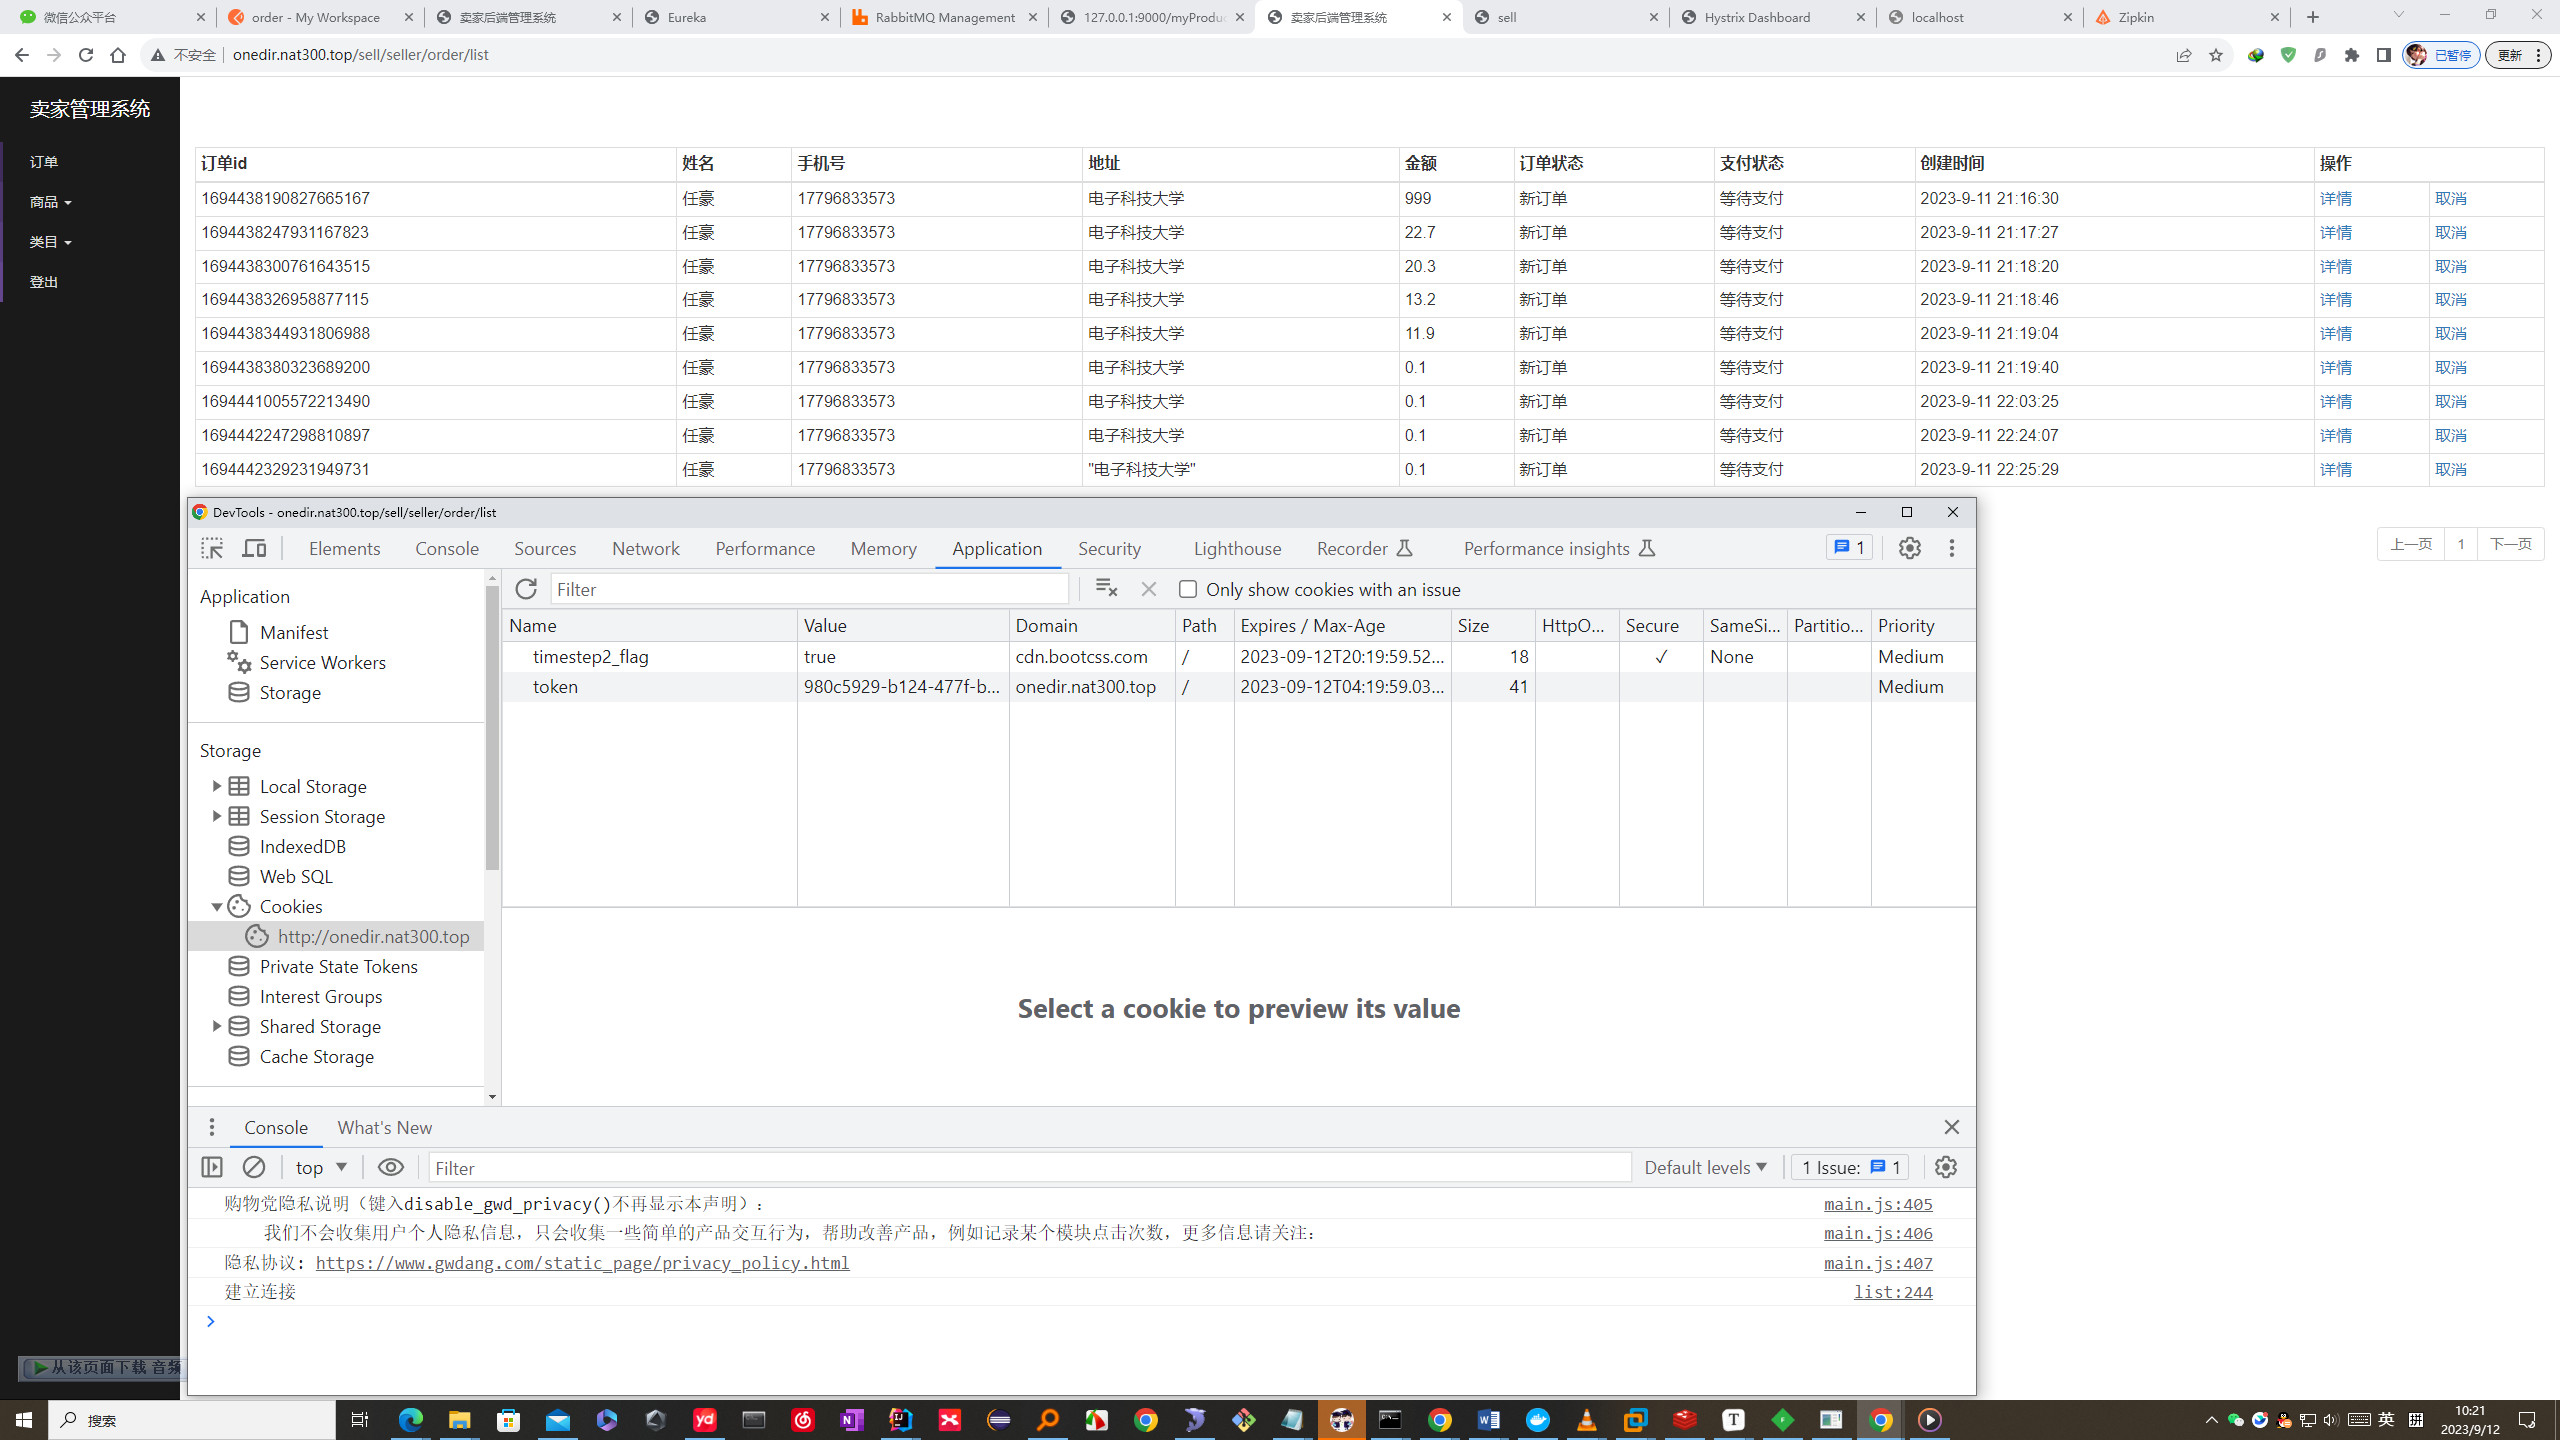 微信公众平台
order - My Workspace
卖家后端管理系统
Eureka
RabbitMQ Management
127.0.0.1:9000/myProduc
卖家后端管理系统
sell
Hystrix Dashboard
localhost
Zipkin
不安全 onedir.nat300.top/sell/seller/order/list
已暂停
更新
卖家管理系统
订单
商品
类目
登出
订单id 姓名 手机号 地址 金额 订单状态 支付状态 创建时间 操作
1694438190827665167 任豪 17796833573 电子科技大学 999 新订单 等待支付 2023-9-11 21:16:30 详情 取消
1694438247931167823 任豪 17796833573 电子科技大学 22.7 新订单 等待支付 2023-9-11 21:17:27 详情 取消
1694438300761643515 任豪 17796833573 电子科技大学 20.3 新订单 等待支付 2023-9-11 21:18:20 详情 取消
1694438326958877115 任豪 17796833573 电子科技大学 13.2 新订单 等待支付 2023-9-11 21:18:46 详情 取消
1694438344931806988 任豪 17796833573 电子科技大学 11.9 新订单 等待支付 2023-9-11 21:19:04 详情 取消
1694438380323689200 任豪 17796833573 电子科技大学 0.1 新订单 等待支付 2023-9-11 21:19:40 详情 取消
1694441005572213490 任豪 17796833573 电子科技大学 0.1 新订单 等待支付 2023-9-11 22:03:25 详情 取消
1694442247298810897 任豪 17796833573 电子科技大学 0.1 新订单 等待支付 2023-9-11 22:24:07 详情 取消
1694442329231949731 任豪 17796833573 "电子科技大学" 0.1 新订单 等待支付 2023-9-11 22:25:29 详情 取消
上一页 1 下一页
DevTools - onedir.nat300.top/sell/seller/order/list
Elements Console Sources Network Performance Memory Application Security Lighthouse Recorder Performance insights 1
Application
Manifest
Service Workers
Storage
Storage
Local Storage
Session Storage
IndexedDB
Web SQL
Cookies
http://onedir.nat300.top
Private State Tokens
Interest Groups
Shared Storage
Cache Storage
Filter
Only show cookies with an issue
Name Value Domain Path Expires / Max-Age Size HttpO... Secure SameSi... Partitio... Priority
timestep2_flag true cdn.bootcss.com / 2023-09-12T20:19:59.52... 18 ✓ None Medium
token 980c5929-b124-477f-b... onedir.nat300.top / 2023-09-12T04:19:59.03... 41 Medium
Select a cookie to preview its value
Console What's New
top Filter Default levels 1 Issue: 1
购物党隐私说明（键入disable_gwd_privacy()不再显示本声明）： main.js:405
我们不会收集用户个人隐私信息，只会收集一些简单的产品交互行为，帮助改善产品，例如记录某个模块点击次数，更多信息请关注： main.js:406
隐私协议: https://www.gwdang.com/static_page/privacy_policy.html main.js:407
建立连接 list:244
从该页面下载 音频
搜索
英
拼
10:21
2023/9/12